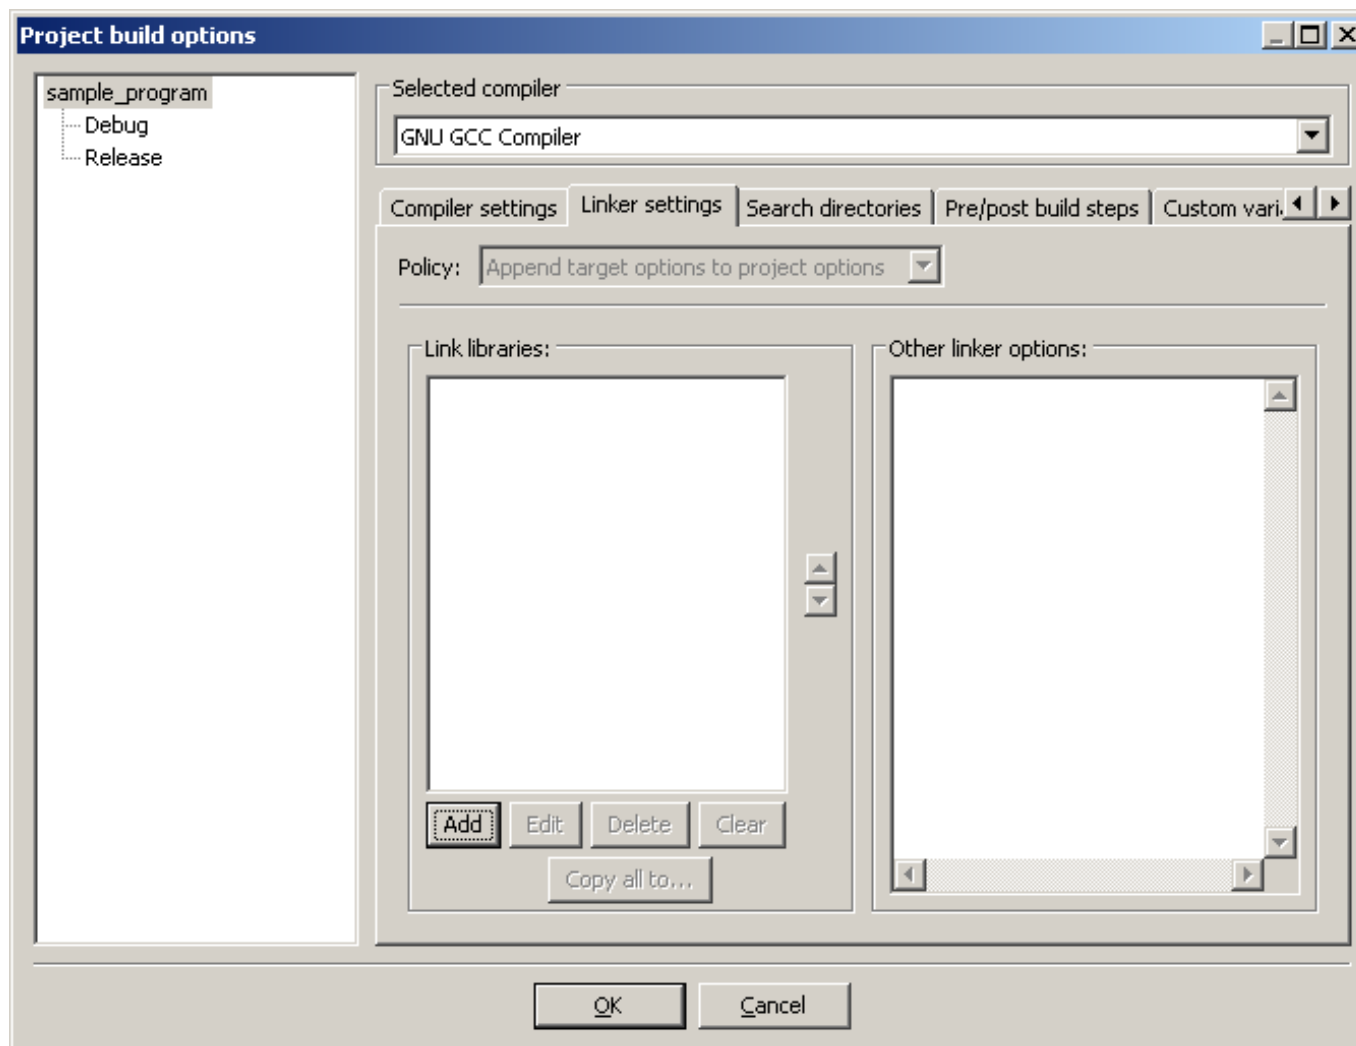 Project build options
sample_program
Debug
Release
Selected compiler
GNU GCC Compiler
Compiler settings Linker settings Search directories Pre/post build steps Custom vari
Policy: Append target options to project options
Link libraries:
Other linker options:
Add Edit Delete Clear
Copy all to...
OK Cancel